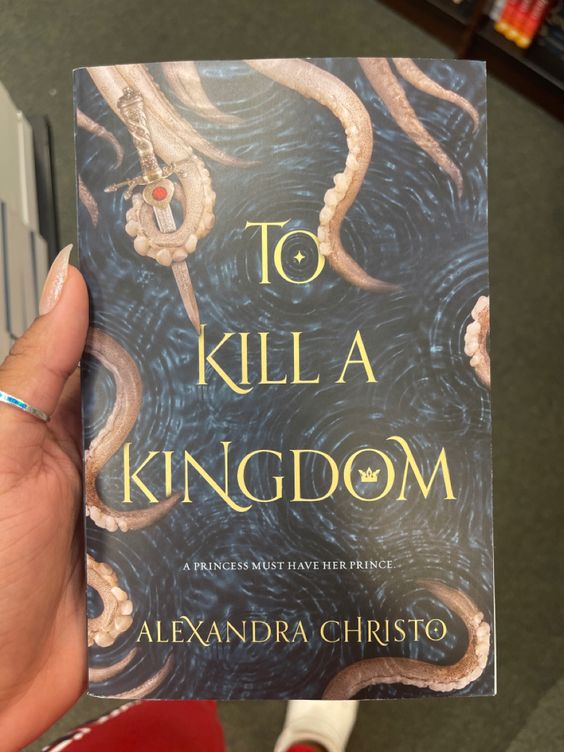 TO
KILL A
KINGDOM
A PRINCESS MUST HAVE HER PRINCE.
ALEXANDRA CHRISTO